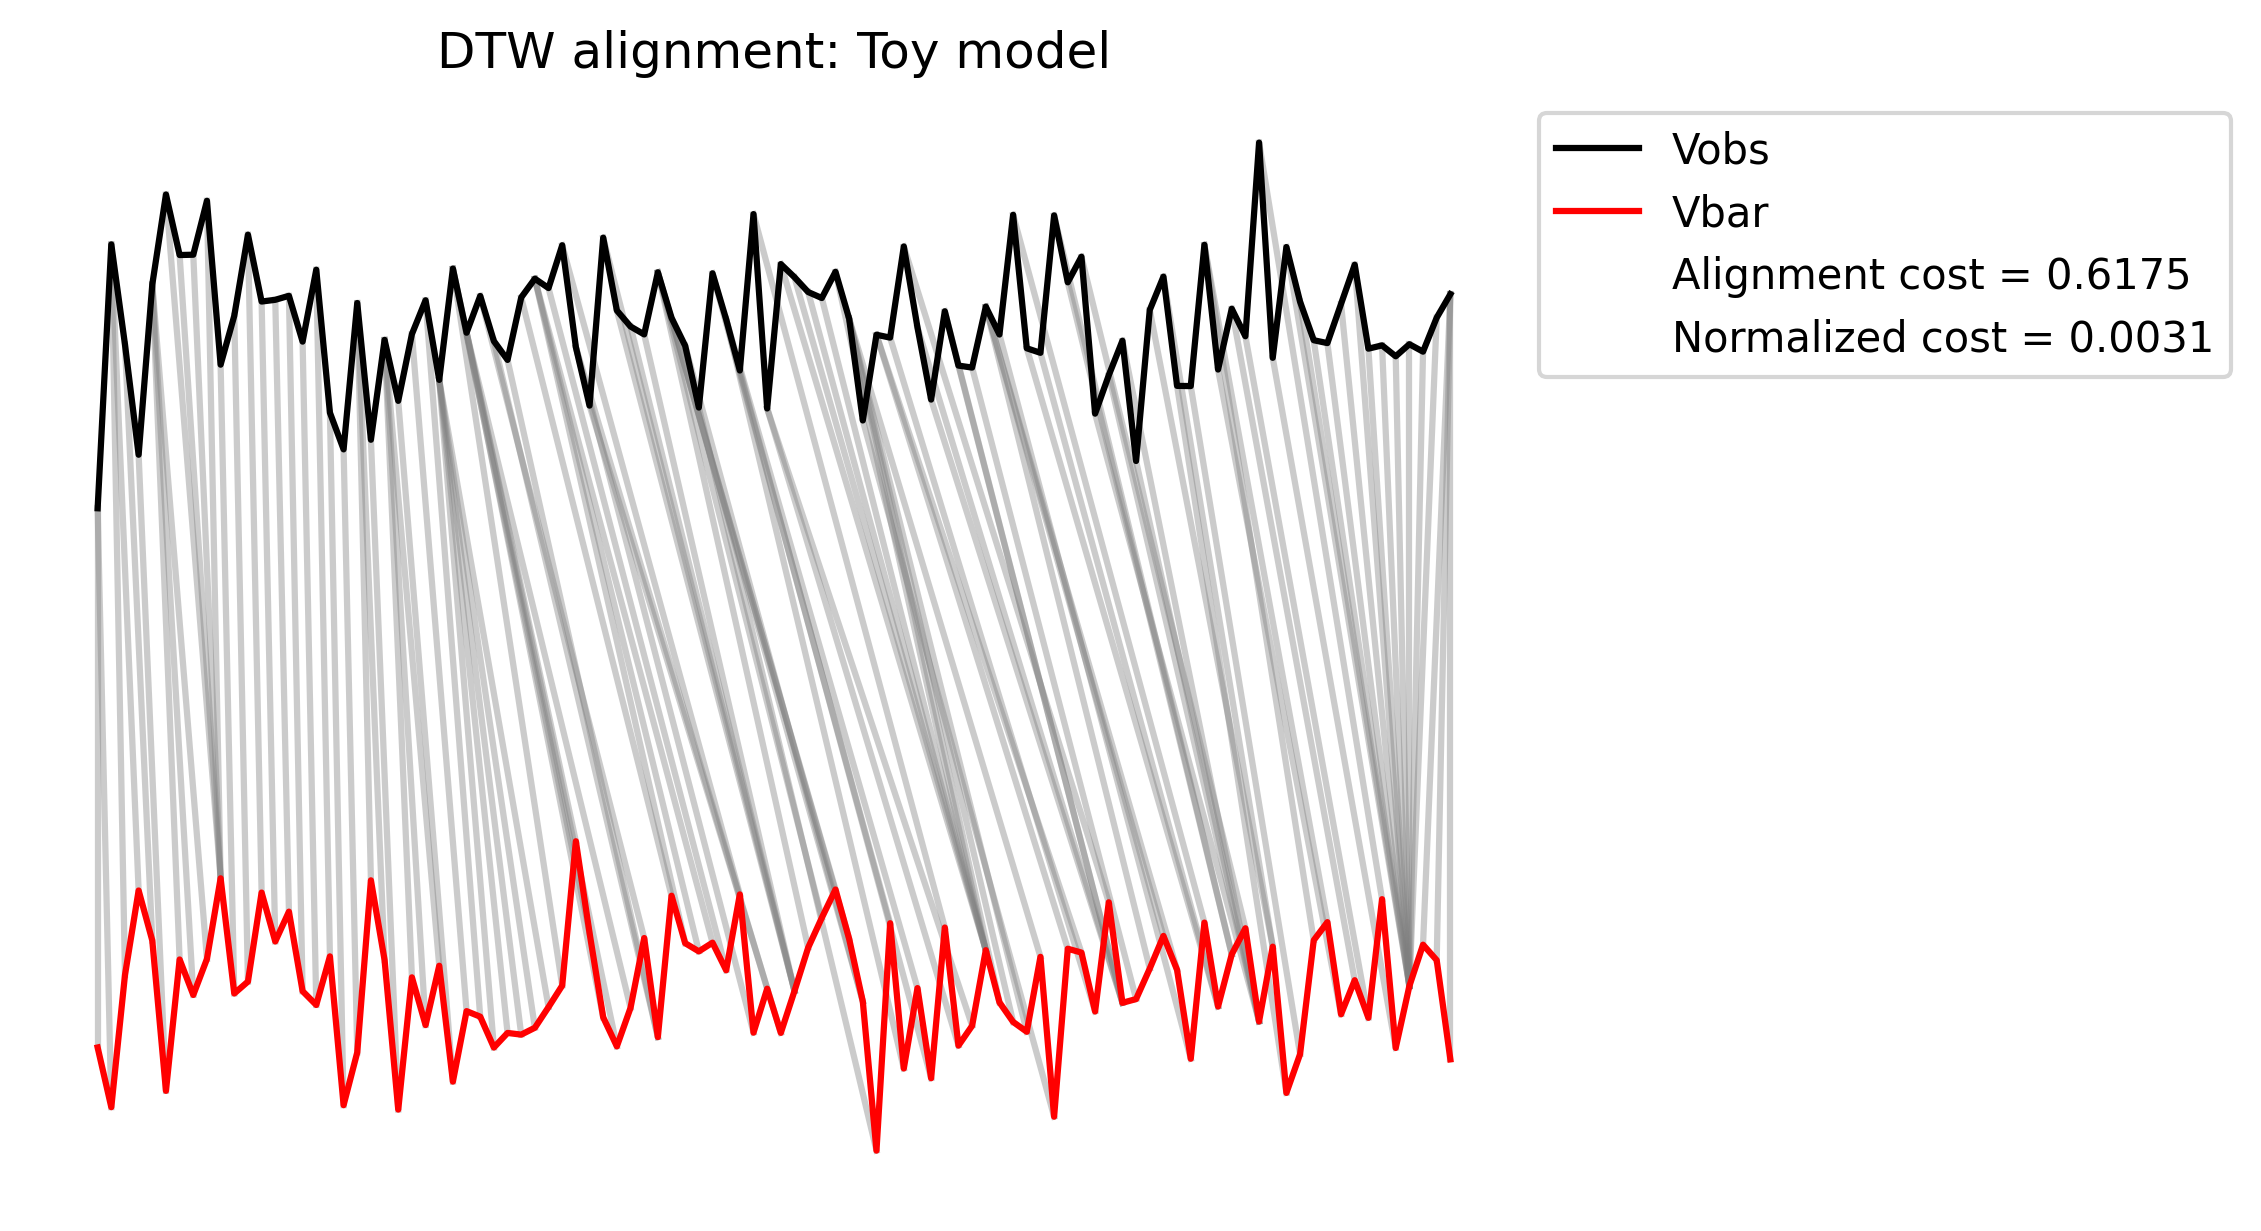 DTW alignment: Toy model
Vobs
Vbar
Alignment cost = 0.6175
Normalized cost = 0.0031